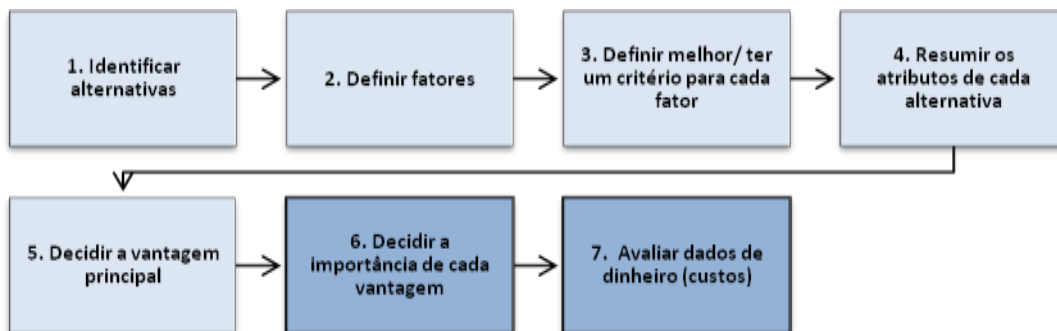 1. Identificar
alternativas
2. Definir fatores
3. Definir melhor/ ter
um critério para cada
fator
4. Resumir os
atributos de cada
alternativa
5. Decidir a vantagem
principal
6. Decidir a
importância de cada
vantagem
7. Avaliar dados de
dinheiro (custos)